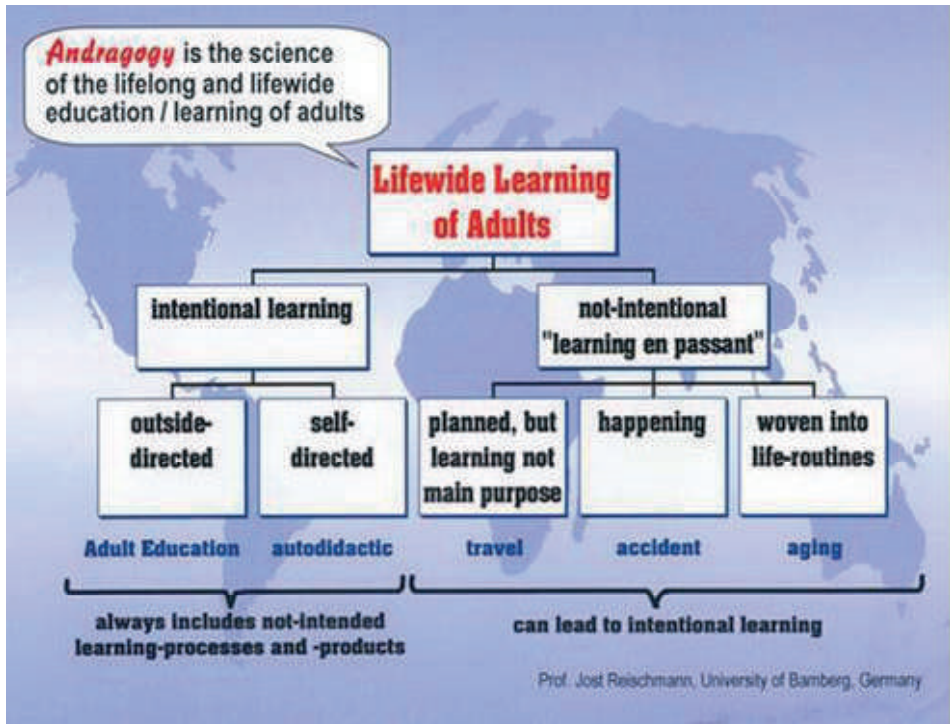 Andragogy is the science
of the lifelong and lifewide
education / learning of adults
Lifewide Learning
of Adults
intentional learning
not-intentional
"learning en passant"
outside-
directed
self-
directed
planned, but
learning not
main purpose
happening
woven into
life-routines
Adult Education
autodidactic
travel
accident
aging
always includes not-intended
learning-processes and -products
can lead to intentional learning
Prof. Jost Reischmann, University of Bamberg, Germany